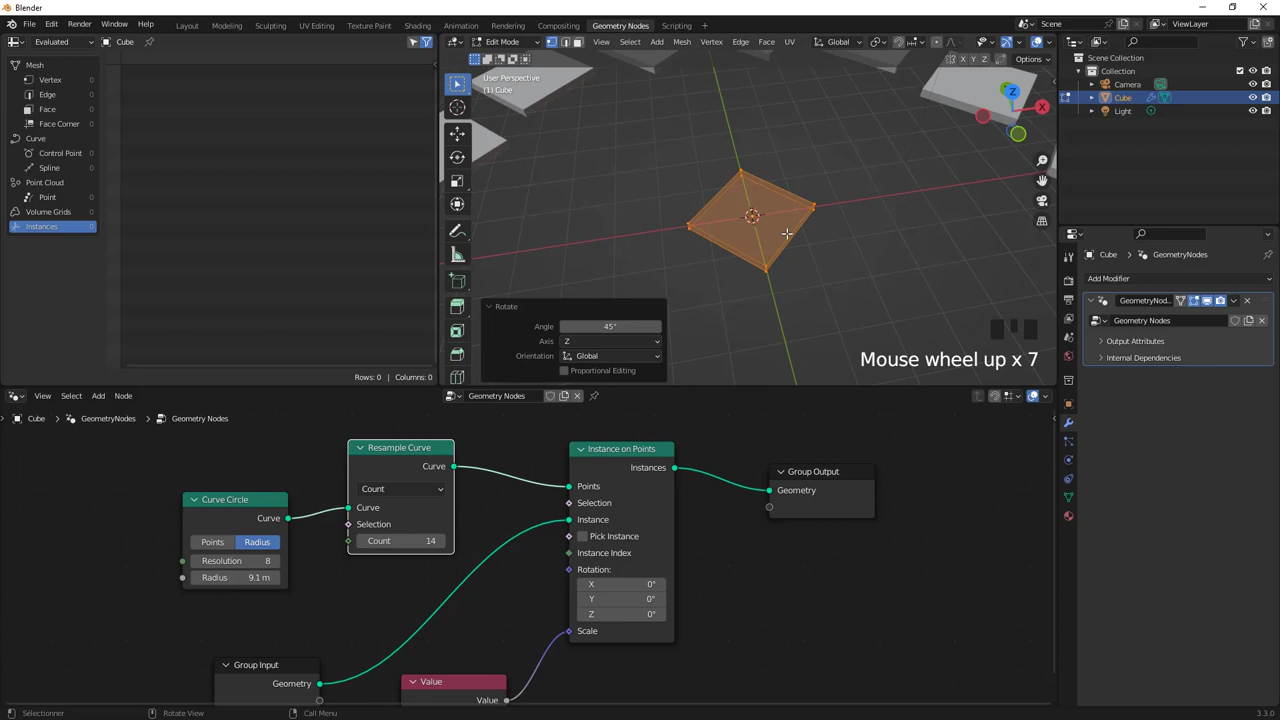 Blender
File Edit Render Window Help Layout Modeling Sculpting UV Editing Texture Paint Shading Animation Rendering Compositing Geometry Nodes Scripting + Scene ViewLayer
Evaluated Cube Edit Mode View Select Add Mesh Vertex Edge Face UV Global
X Y Z Options
Mesh
Vertex 0
Edge 0
Face 0
Face Corner 0
Curve
Control Point 0
Spline 0
Point Cloud
Point 0
Volume Grids 0
Instances 0
Rows: 0 | Columns: 0
User Perspective
(1) Cube
Z
X
Rotate
Angle 45°
Axis Z
Orientation Global
Proportional Editing
Mouse wheel up x 7
Scene Collection
Collection
Camera
Cube
Light
Cube GeometryNodes
Add Modifier
GeometryNod..
Geometry Nodes
Output Attributes
Internal Dependencies
View Select Add Node Geometry Nodes
Cube GeometryNodes Geometry Nodes
Curve Circle
Curve
Points Radius
Resolution 8
Radius 9.1 m
Resample Curve
Curve
Count
Curve
Selection
Count 14
Instance on Points
Instances
Points
Selection
Instance
Pick Instance
Instance Index
Rotation:
X 0°
Y 0°
Z 0°
Scale
Group Output
Geometry
Group Input
Geometry
Value
Value
Sélectionner Rotate View Call Menu 3.3.0